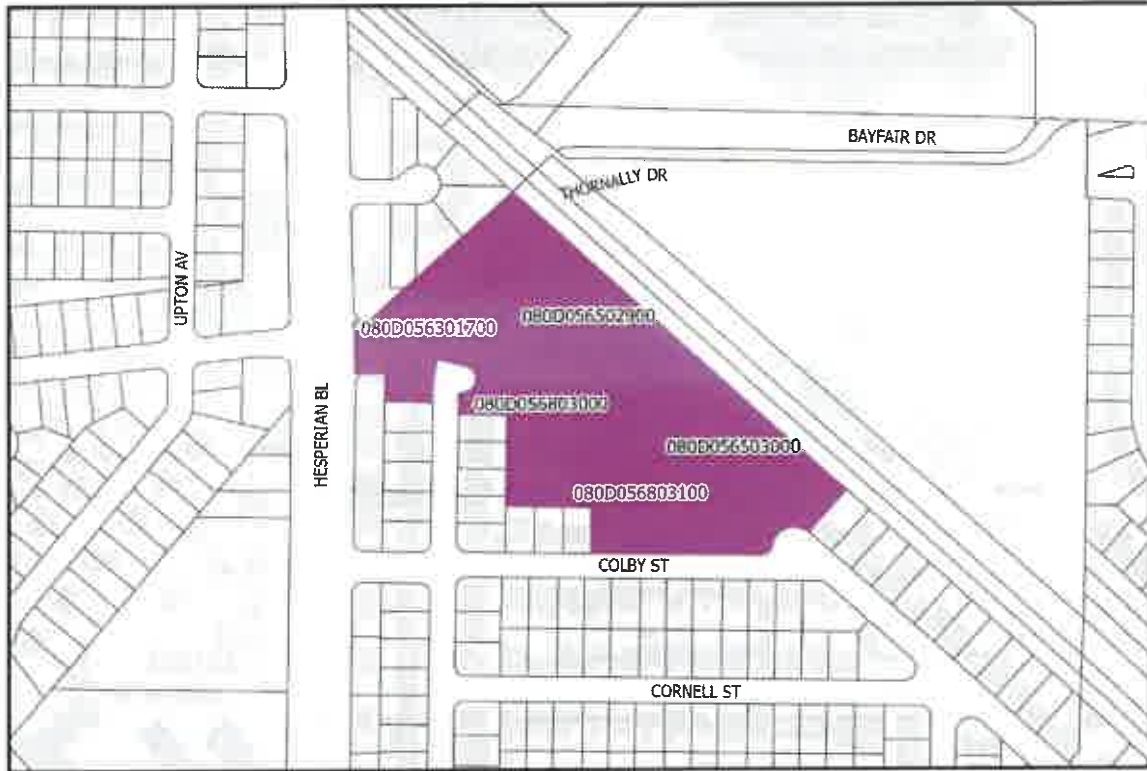 BAYFAIR DR
THORNALLY DR
UPTON AV
080D056301700
080D056502900
HESPERIAN BL
080D056803000
080D056503000
080D056803100
COLBY ST
CORNELL ST